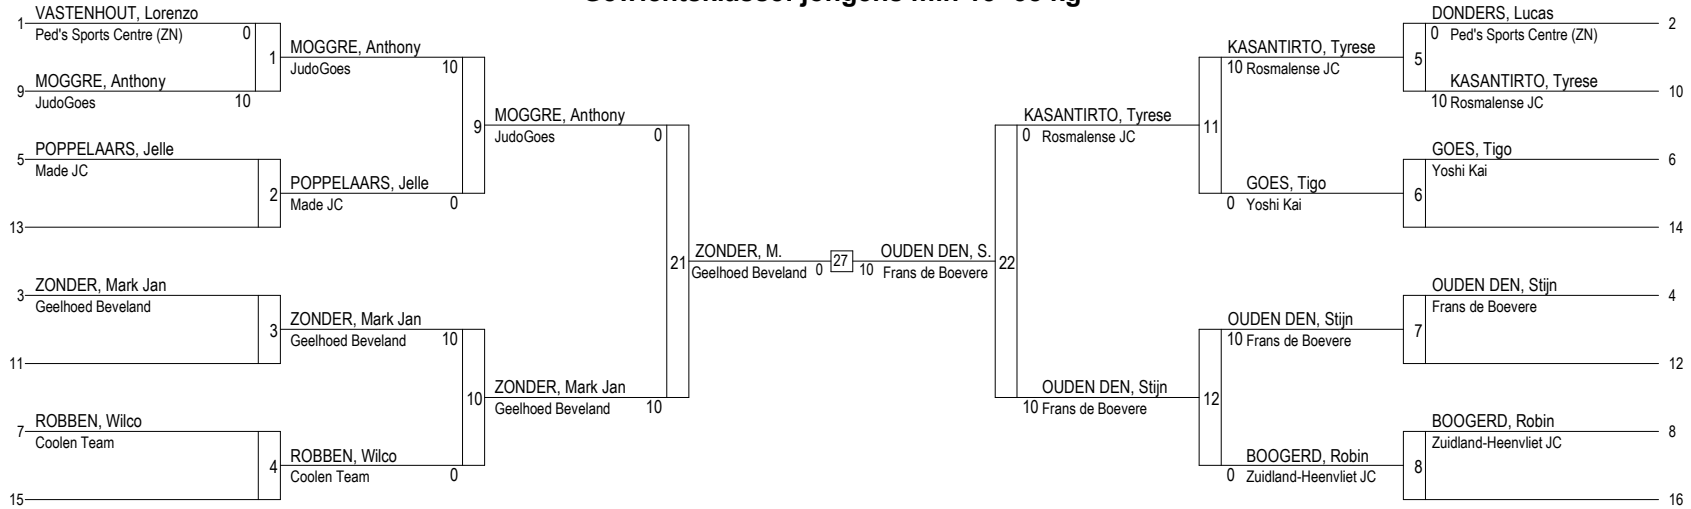 VASTENHOUT, Lorenzo
1
Ped's Sports Centre (ZN) 0
1
MOGGRE, Anthony
JudoGoes 10
MOGGRE, Anthony
9
JudoGoes 10
9
MOGGRE, Anthony
JudoGoes 0
POPPELAARS, Jelle
5
Made JC
2
POPPELAARS, Jelle
Made JC 0
13
21
ZONDER, M.
Geelhoed Beveland 0
27
OUDEN DEN, S.
10 Frans de Boevere
22
ZONDER, Mark Jan
3
Geelhoed Beveland
3
ZONDER, Mark Jan
Geelhoed Beveland 10
11
10
ZONDER, Mark Jan
Geelhoed Beveland 10
ROBBEN, Wilco
7
Coolen Team
4
ROBBEN, Wilco
Coolen Team 0
15
DONDERS, Lucas
2
0 Ped's Sports Centre (ZN)
5
KASANTIRTO, Tyrese
10 Rosmalense JC
KASANTIRTO, Tyrese
10
10 Rosmalense JC
KASANTIRTO, Tyrese
0 Rosmalense JC
11
GOES, Tigo
6
Yoshi Kai
6
GOES, Tigo
0 Yoshi Kai
14
OUDEN DEN, Stijn
4
Frans de Boevere
7
OUDEN DEN, Stijn
10 Frans de Boevere
12
OUDEN DEN, Stijn
10 Frans de Boevere
12
BOOGERD, Robin
8
Zuidland-Heenvliet JC
8
BOOGERD, Robin
0 Zuidland-Heenvliet JC
16